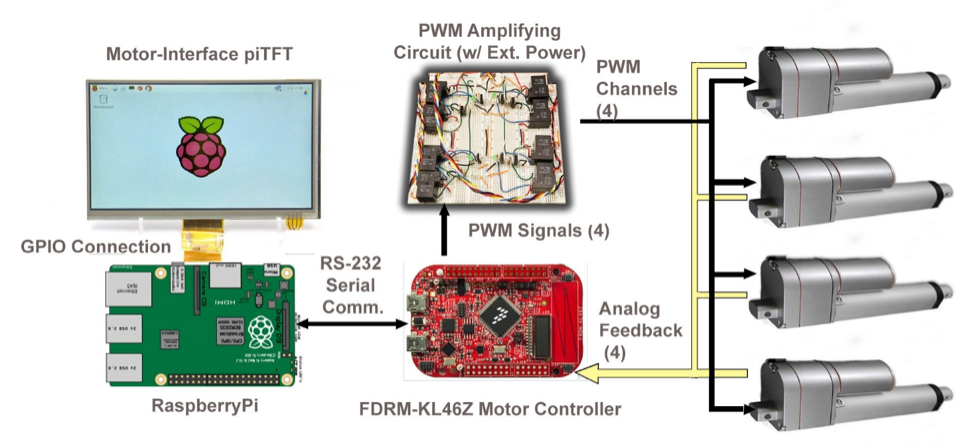 PWM Amplifying
Circuit (w/ Ext. Power)
Motor-Interface piTFT
PWM
Channels
(4)
GPIO Connection
PWM Signals (4)
RS-232
Serial
Comm.
Analog
Feedback
(4)
HDMI
RaspberryPi
FDRM-KL46Z Motor Controller